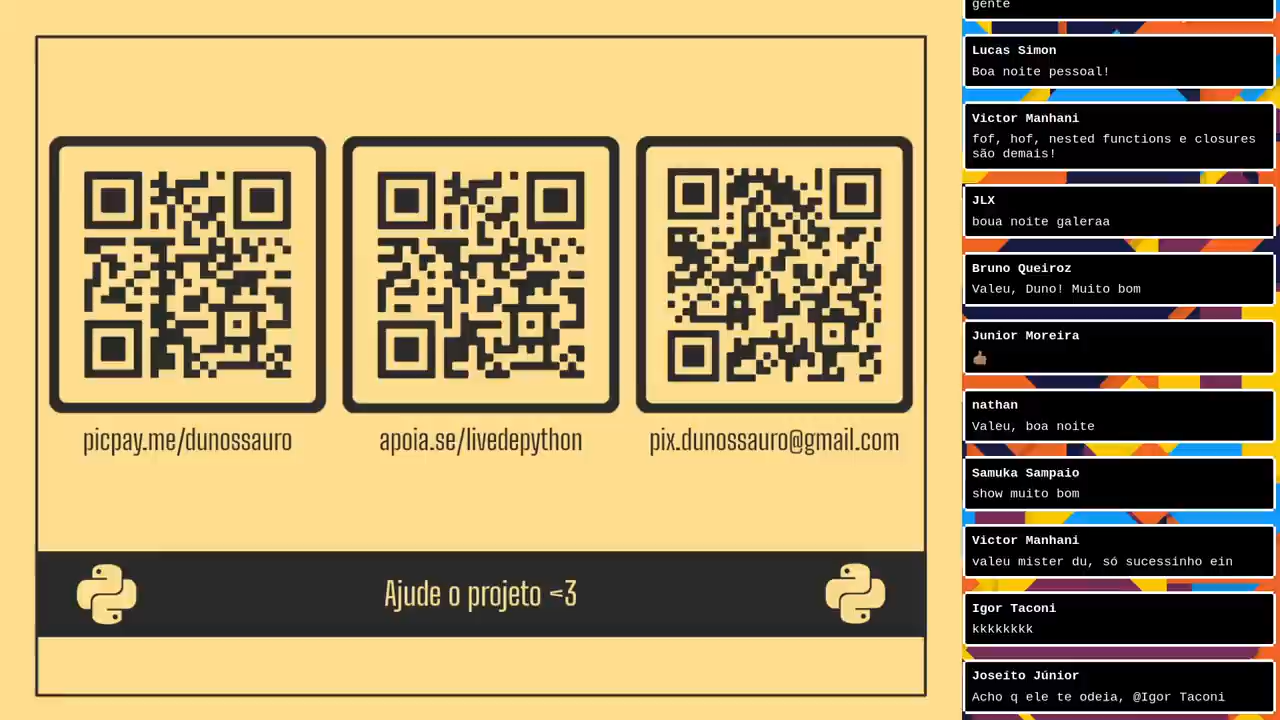 picpay.me/dunossauro
apoia.se/livedepython
pix.dunossauro@gmail.com
Ajude o projeto <3
gente
Lucas Simon
Boa noite pessoal!
Victor Manhani
fof, hof, nested functions e closures
são demais!
JLX
boua noite galeraa
Bruno Queiroz
Valeu, Duno! Muito bom
Junior Moreira
nathan
Valeu, boa noite
Samuka Sampaio
show muito bom
Victor Manhani
valeu mister du, só sucessinho ein
Igor Taconi
kkkkkkkk
Joseíto Júnior
Acho q ele te odeia, @Igor Taconi